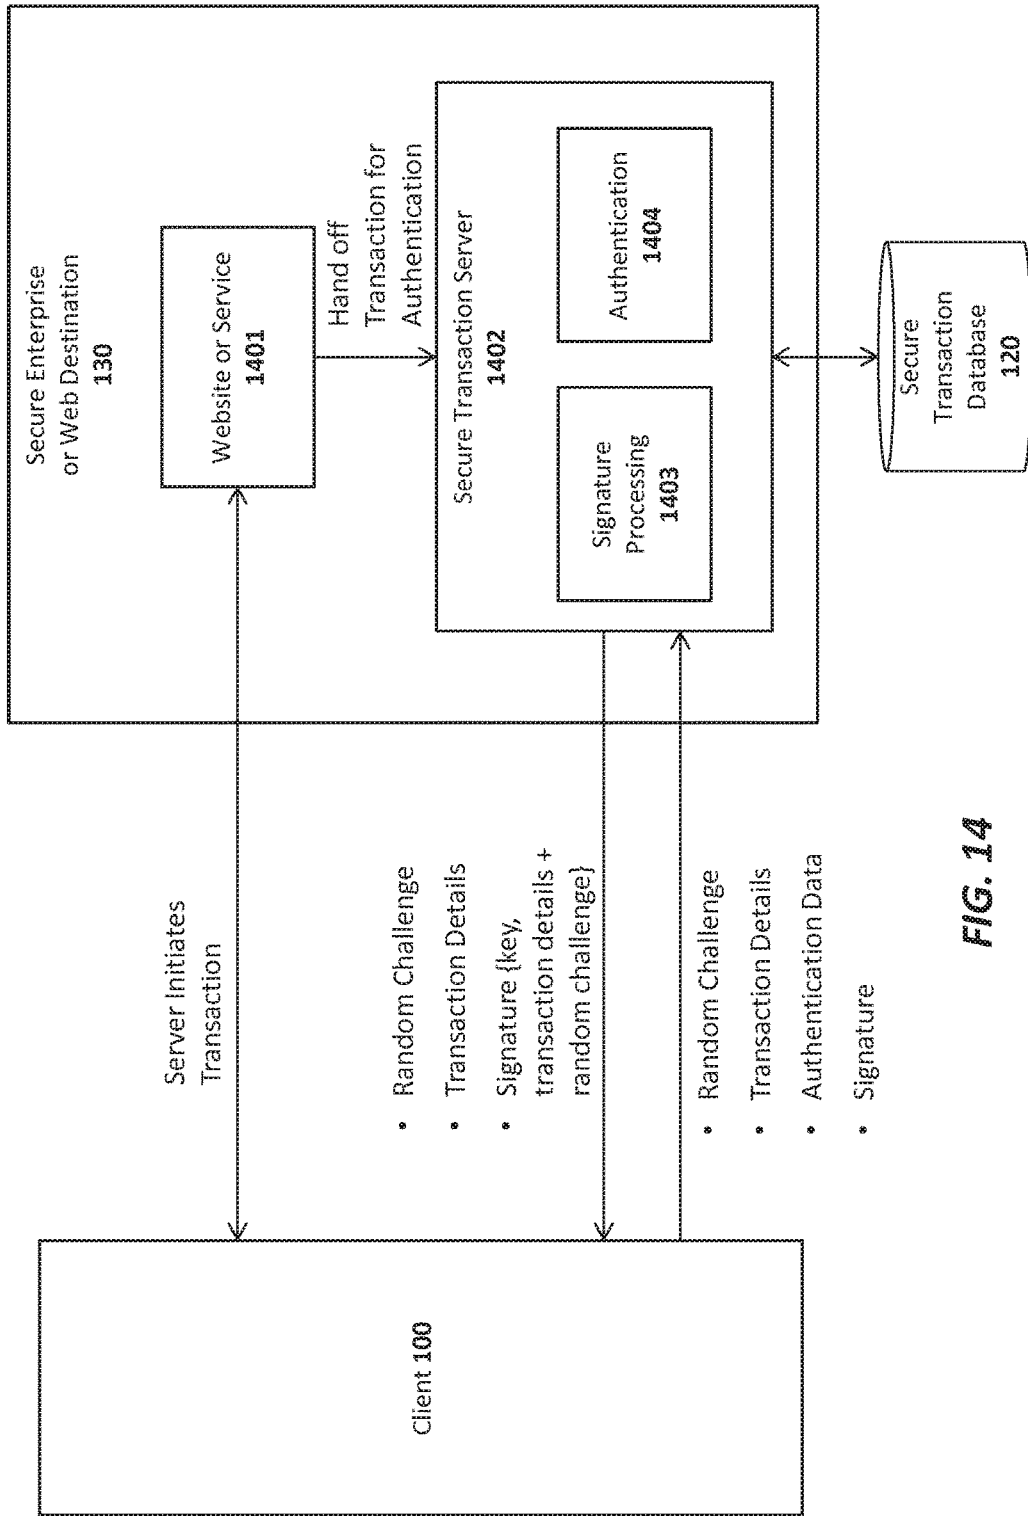 Secure Enterprise
or Web Destination
130
Website or Service
1401
Hand off
Transaction for
Authentication
Secure Transaction Server
1402
Signature
Processing
1403
Authentication
1404
Secure
Transaction
Database
120
Server Initiates
Transaction
• Random Challenge
• Transaction Details
• Signature {key,
transaction details +
random challenge}
• Random Challenge
• Transaction Details
• Authentication Data
• Signature
Client 100
FIG. 14